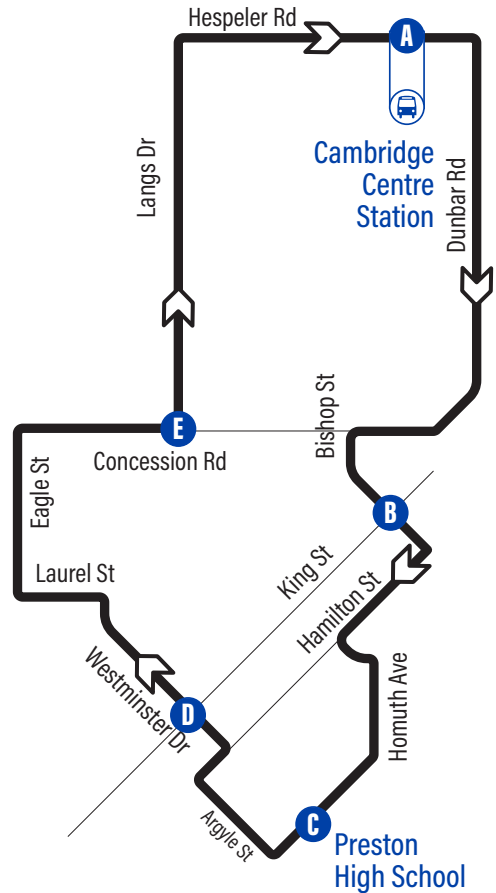 Hespeler Rd
A
Cambridge
Centre
Station
Langs Dr
Dunbar Rd
E
Concession Rd
Bishop St
Eagle St
B
King St
Laurel St
Hamilton St
Westminster Dr
D
Homuth Ave
Argyle St
C
Preston
High School